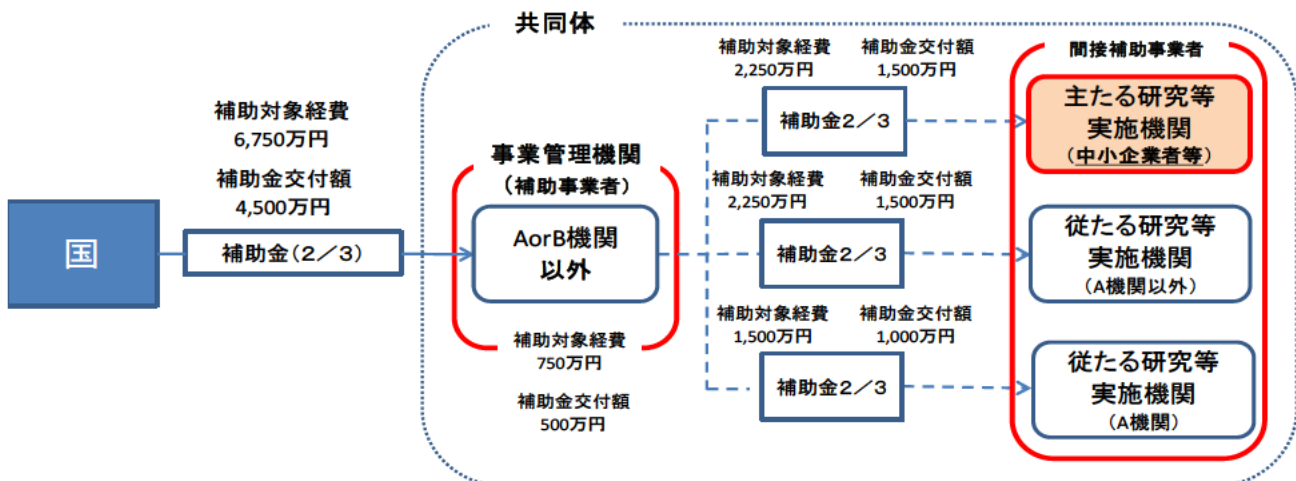 共同体
補助対象経費
6,750万円
補助金交付額
4,500万円
国
補助金（2／3）
事業管理機関
（補助事業者）
AorB機関
以外
補助対象経費
750万円
補助金交付額
500万円
補助対象経費
2,250万円
補助金交付額
1,500万円
補助金2／3
補助対象経費
2,250万円
補助金交付額
1,500万円
補助金2／3
補助対象経費
1,500万円
補助金交付額
1,000万円
補助金2／3
間接補助事業者
主たる研究等
実施機関
（中小企業者等）
従たる研究等
実施機関
（A機関以外）
従たる研究等
実施機関
（A機関）